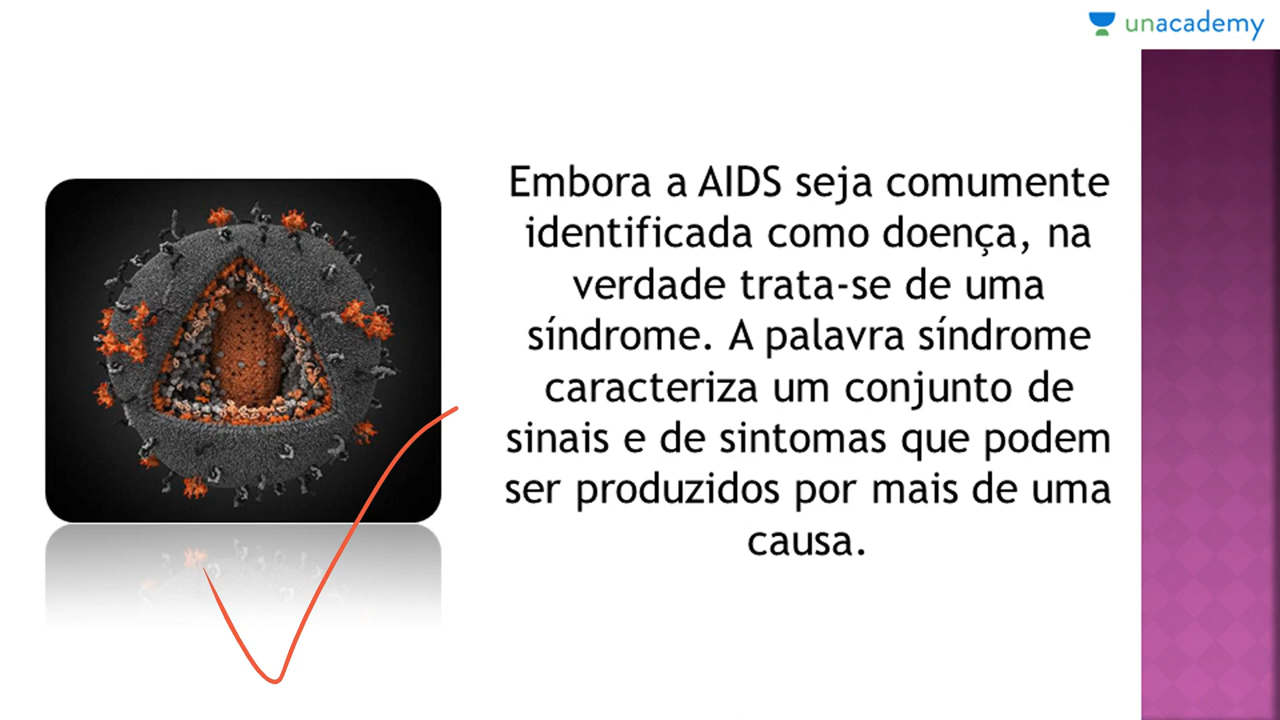 unacademy
Embora a AIDS seja comumente
identificada como doença, na
verdade trata-se de uma
síndrome. A palavra síndrome
caracteriza um conjunto de
sinais e de sintomas que podem
ser produzidos por mais de uma
causa.